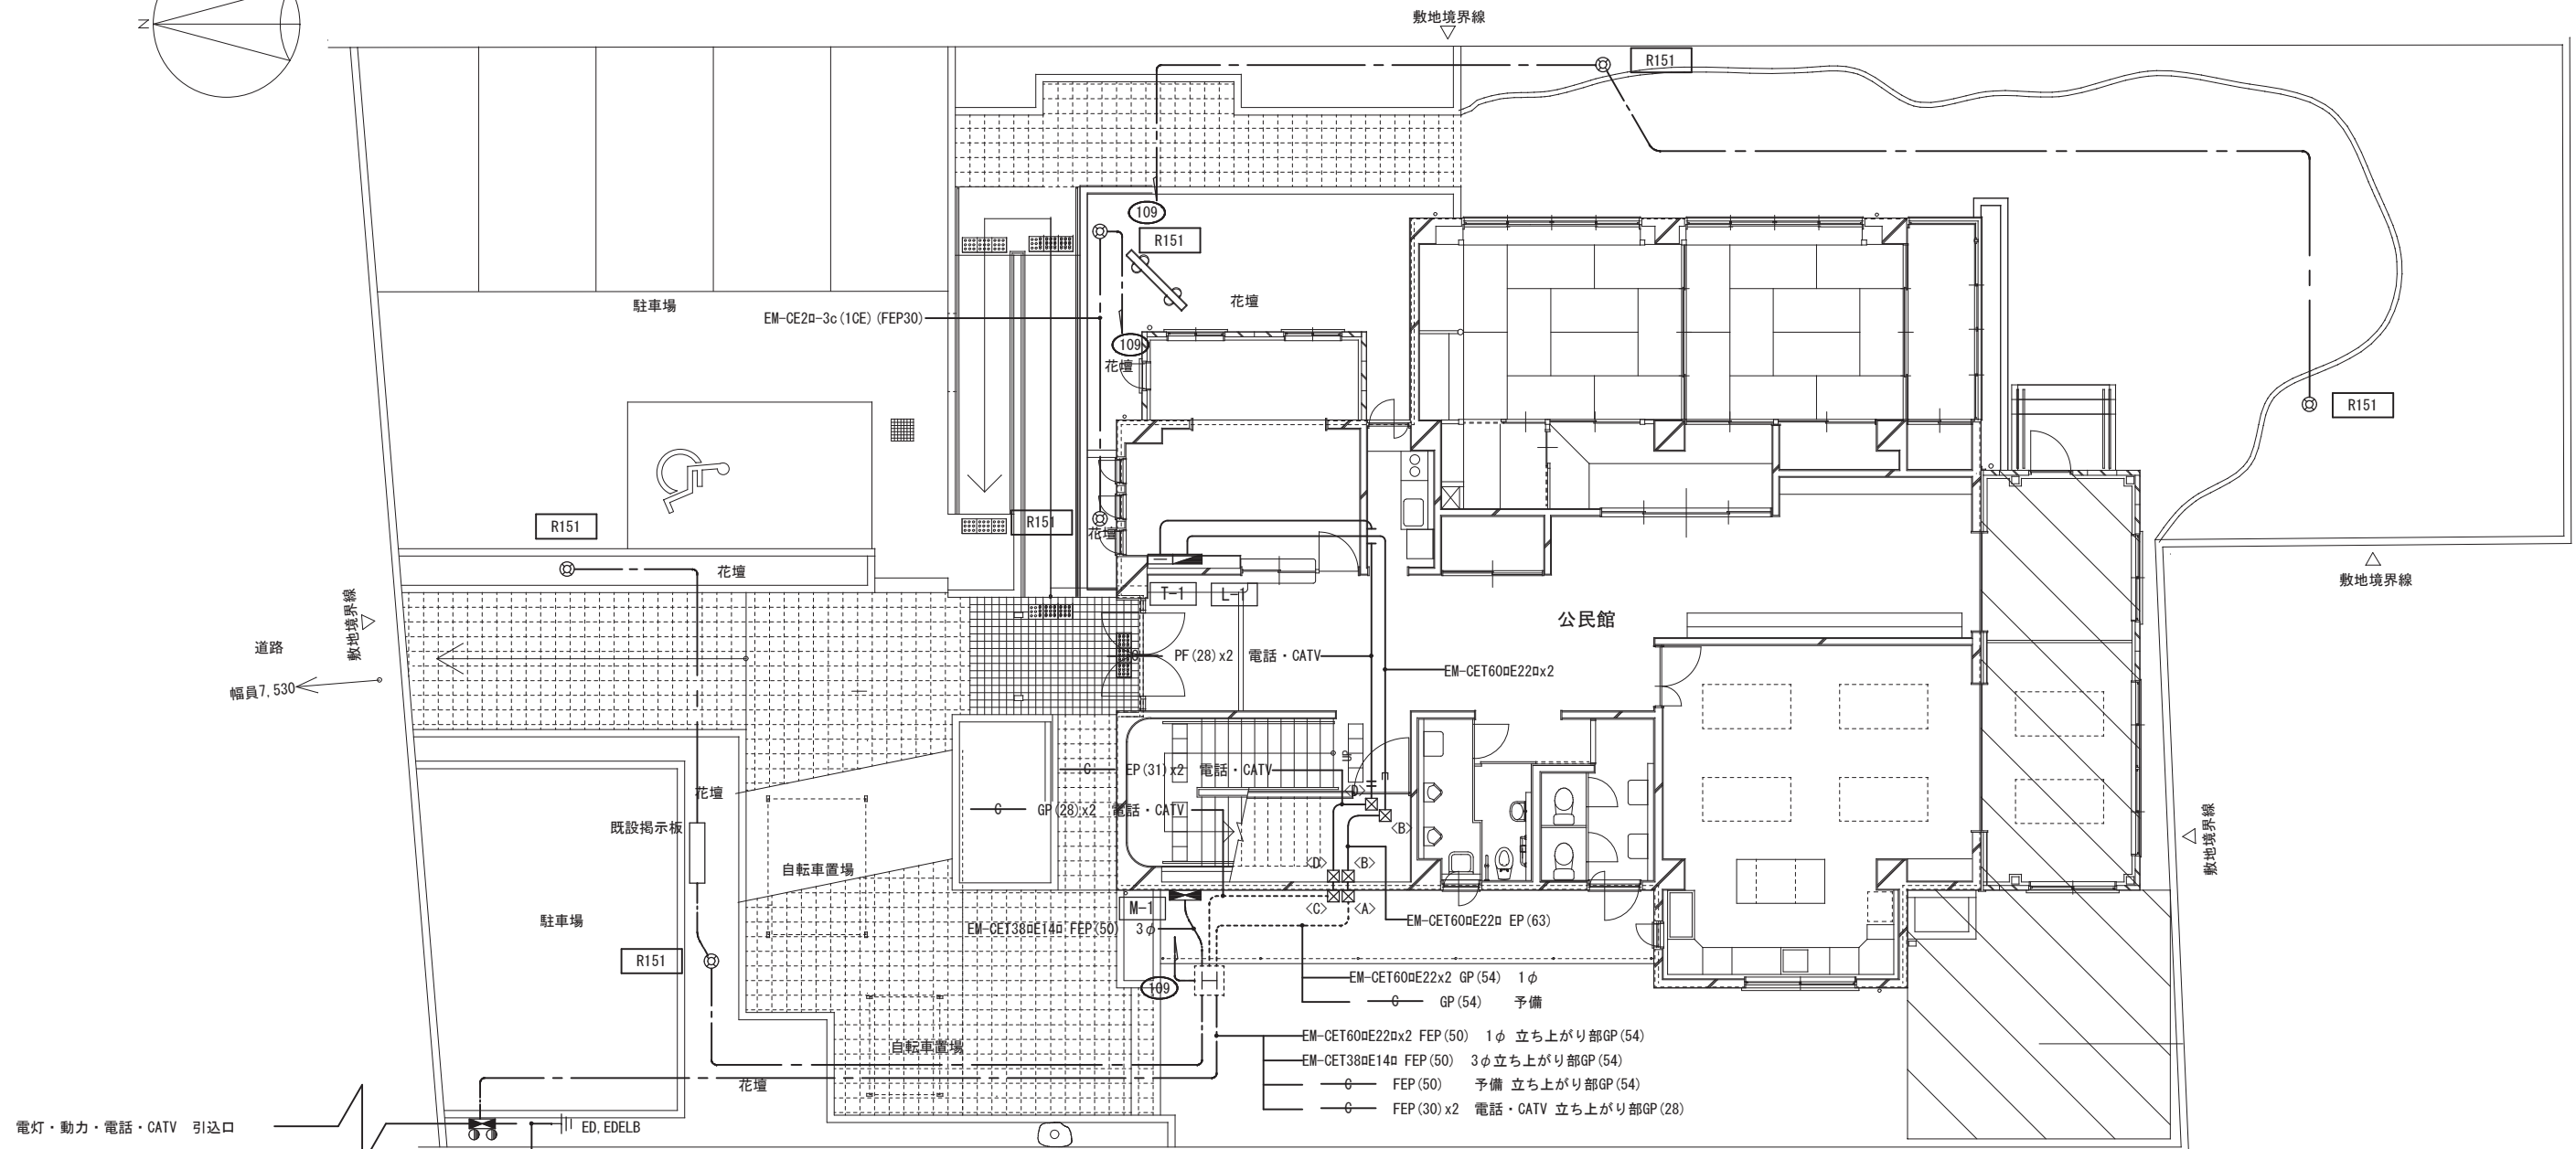 N
敷地境界線
R151
109
R151
花壇
駐車場
EM-CE2□-3c(1CE)(FEP30)
109
花壇
R151
R151
R151
花壇
花壇
敷地境界線
T-1
L-1
公民館
敷地境界線
道路
幅員7,530
PF(28)x2 電話・CATV
EM-CET60□E22□x2
UP
G EP(31)x2 電話・CATV
<D>
花壇
G GP(28)x2 電話・CATV
既設掲示板
<B>
敷地境界線
自転車置場
<D>
<B>
M-1
<C>
<A>
駐車場
EM-CET38□E14□ FEP(50) 3φ
EM-CET60□E22□ EP(63)
R151
109
EM-CET60□E22x2 GP(54) 1φ
G GP(54) 予備
EM-CET60□E22□x2 FEP(50) 1φ 立ち上がり部GP(54)
自転車置場
EM-CET38□E14□ FEP(50) 3φ立ち上がり部GP(54)
花壇
G FEP(50) 予備 立ち上がり部GP(54)
G FEP(30)x2 電話・CATV 立ち上がり部GP(28)
電灯・動力・電話・CATV 引込口
ED,EDELB